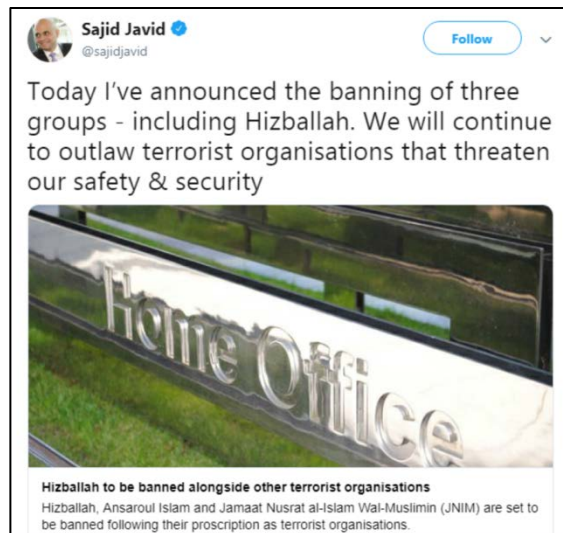 Sajid Javid
@sajidjavid
Follow
Today I've announced the banning of three
groups - including Hizballah. We will continue
to outlaw terrorist organisations that threaten
our safety & security
Home Office
Hizballah to be banned alongside other terrorist organisations
Hizballah, Ansaroul Islam and Jamaat Nusrat al-Islam Wal-Muslimin (JNIM) are set to
be banned following their proscription as terrorist organisations.